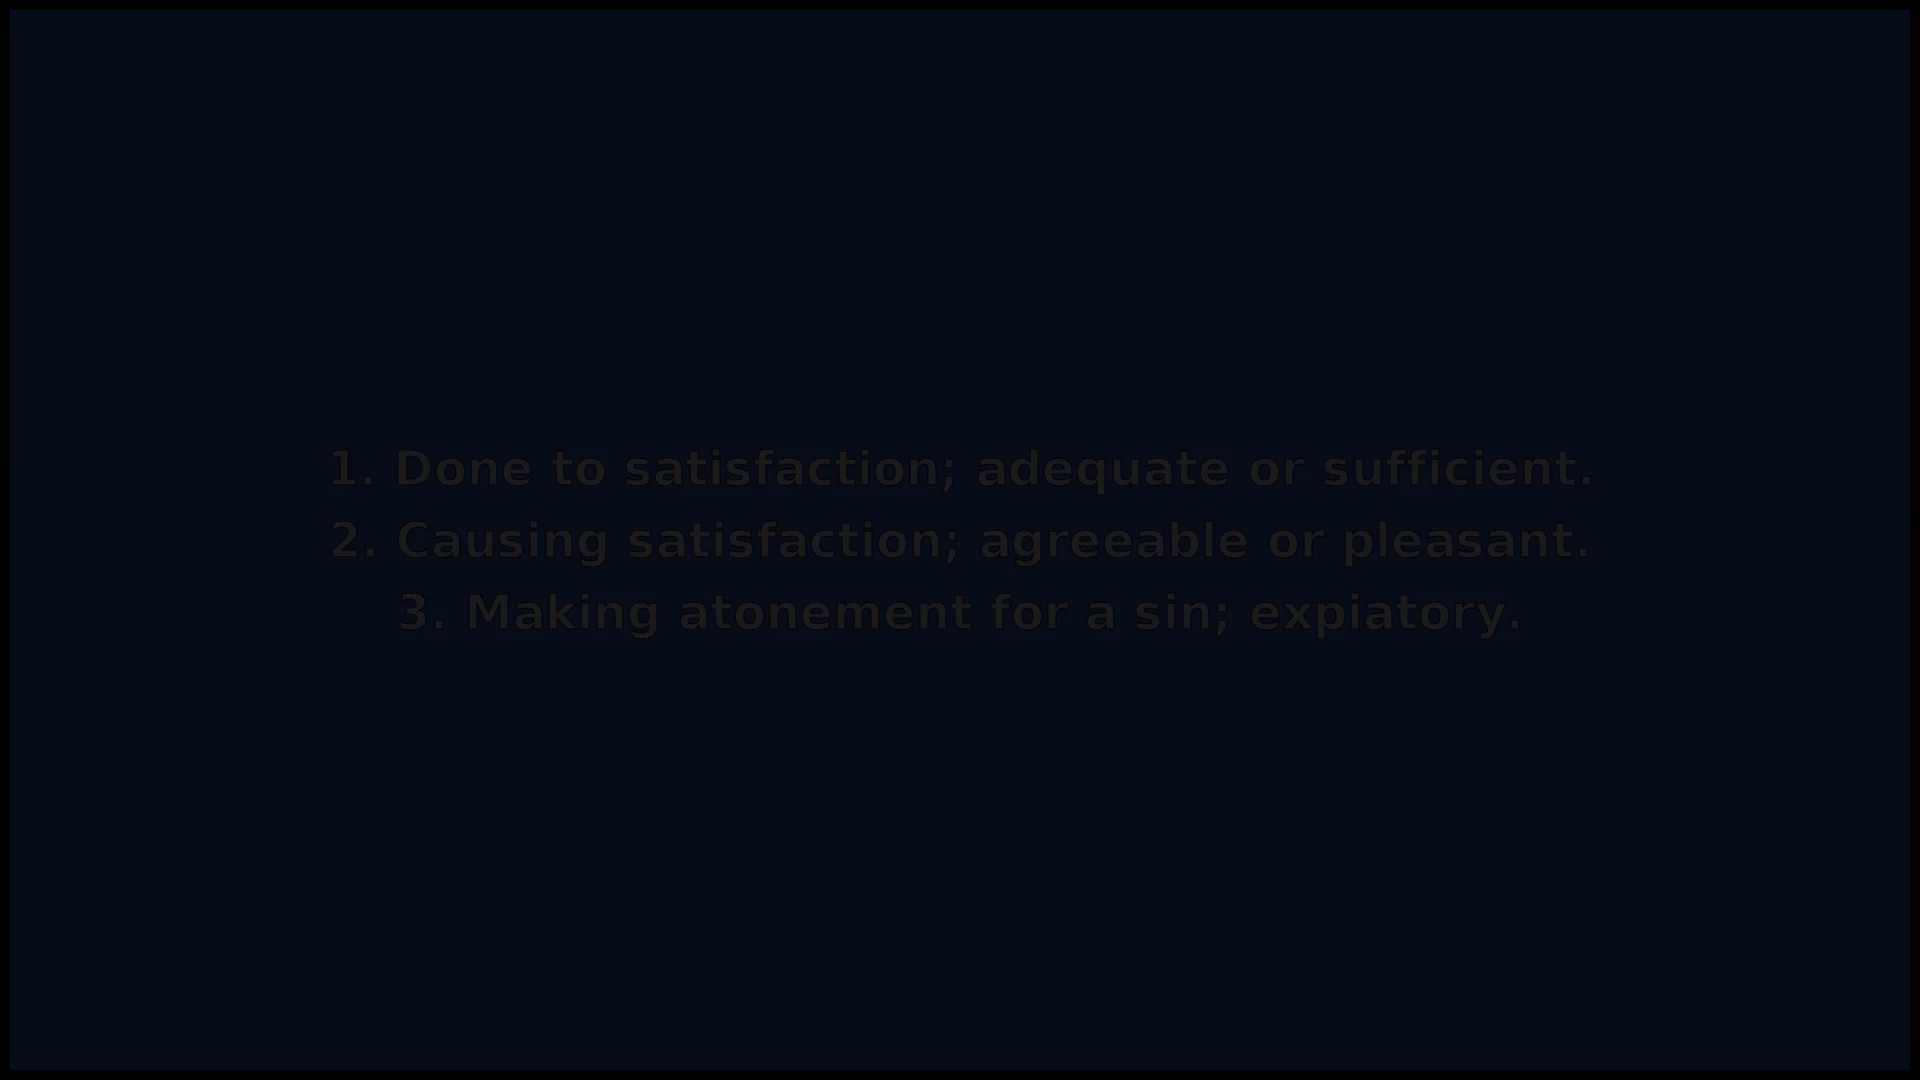 1. Done to satisfaction; adequate or sufficient.
2. Causing satisfaction; agreeable or pleasant.
3. Making atonement for a sin; expiatory.